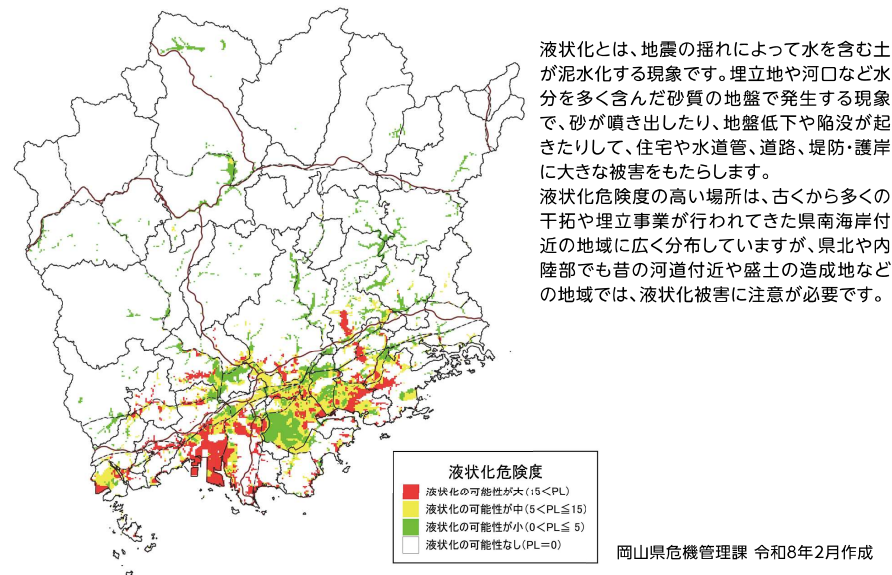 液状化とは、地震の揺れによって水を含む土
が泥水化する現象です。埋立地や河口など水
分を多く含んだ砂質の地盤で発生する現象
で、砂が噴き出したり、地盤低下や陥没が起
きたりして、住宅や水道管、道路、堤防・護岸
に大きな被害をもたらします。
液状化危険度の高い場所は、古くから多くの
干拓や埋立事業が行われてきた県南海岸付
近の地域に広く分布していますが、県北や内
陸部でも昔の河道付近や盛土の造成地など
の地域では、液状化被害に注意が必要です。
液状化危険度
液状化の可能性が大(:5<PL)
液状化の可能性が中(5<PL≦15)
液状化の可能性が小(0<PL≦ 5)
液状化の可能性なし(PL=0)
岡山県危機管理課 令和8年2月作成